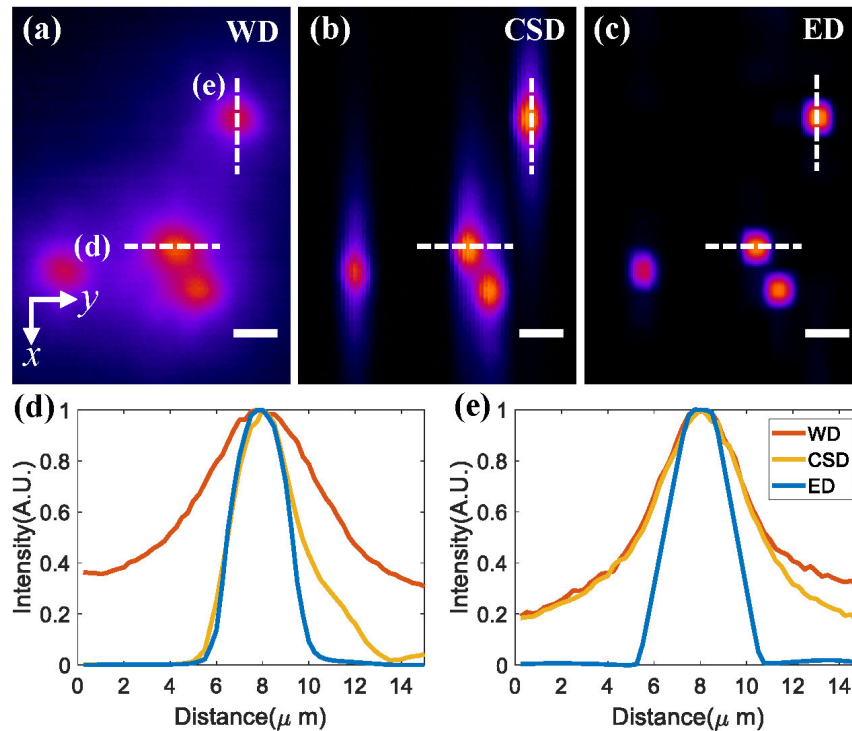 (a) WD
(b) CSD
(c) ED
(e)
(d)
y
x
(d)
1
0.8
0.6
0.4
0.2
0
Intensity(A.U.)
0 2 4 6 8 10 12 14
Distance(μ m)
(e)
1
0.8
0.6
0.4
0.2
0
Intensity(A.U.)
WD
CSD
ED
0 2 4 6 8 10 12 14
Distance(μ m)